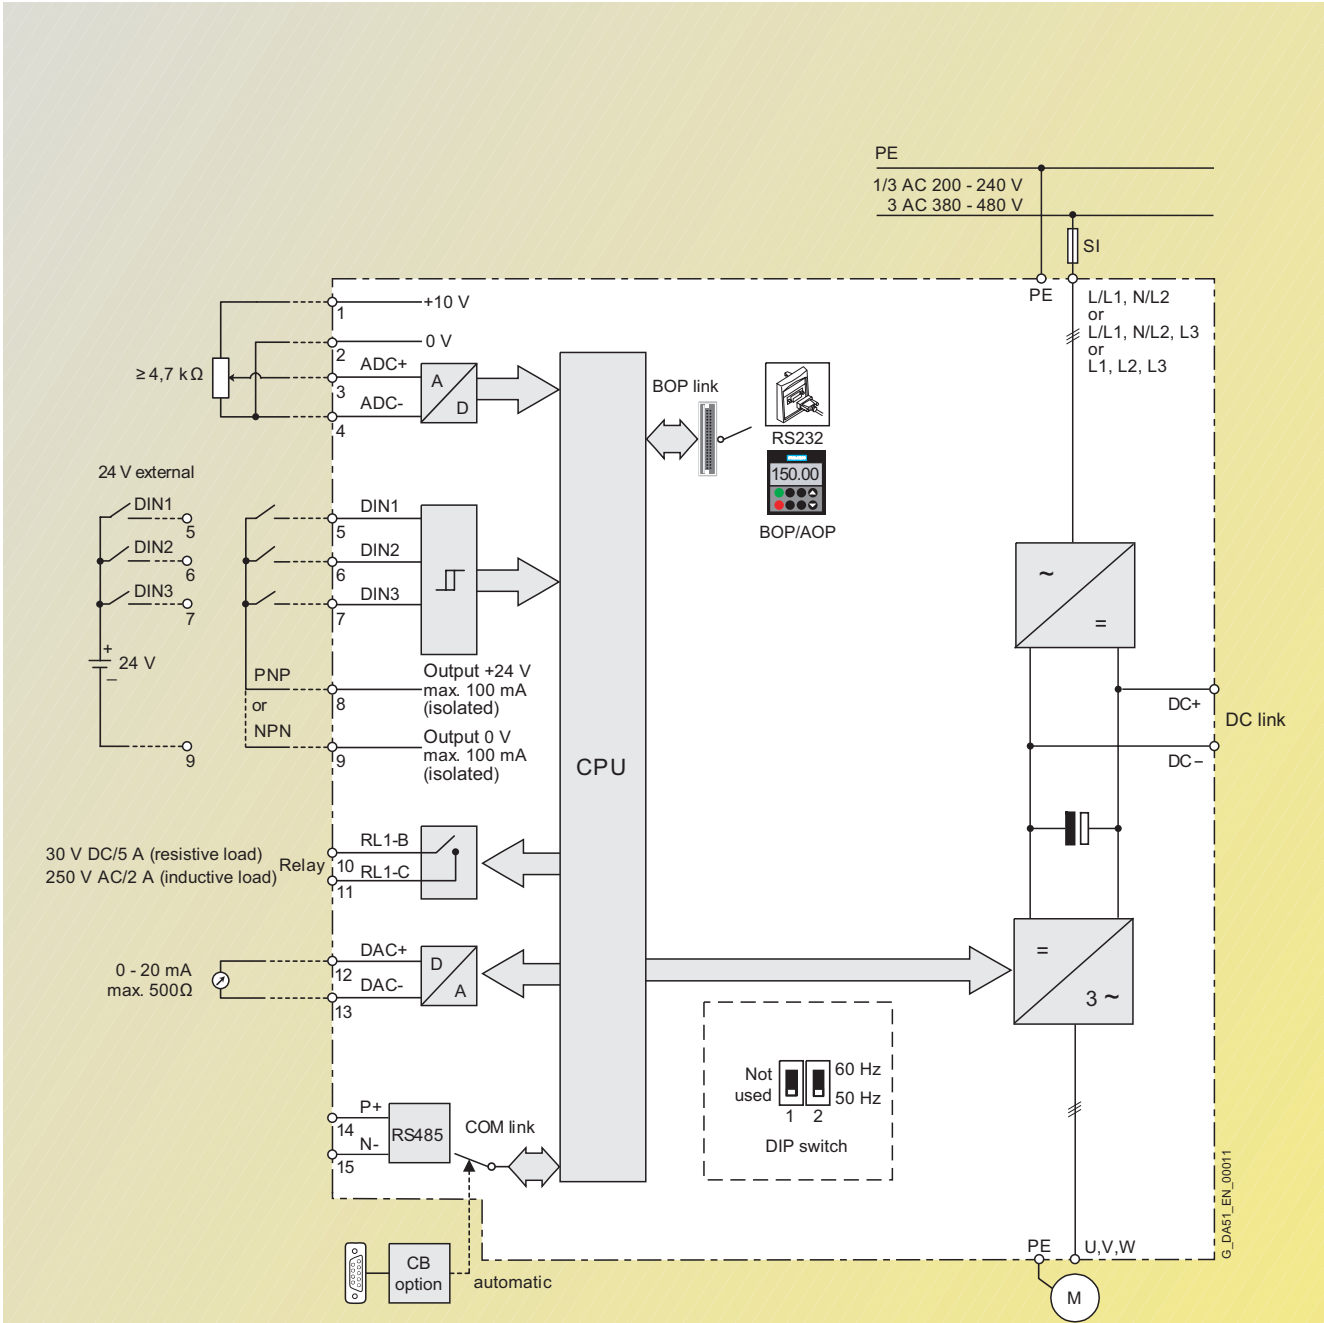 PE
1/3 AC 200 - 240 V
3 AC 380 - 480 V
SI
PE
L/L1, N/L2
or
L/L1, N/L2, L3
or
L1, L2, L3
+10 V
1
0 V
2
ADC+
3
ADC-
4
≥ 4,7 kΩ
A
D
BOP link
RS232
150.00
BOP/AOP
24 V external
DIN1
5
DIN2
6
DIN3
7
+
24 V
–
9
DIN1
5
DIN2
6
DIN3
7
PNP
or
NPN
8
Output +24 V
max. 100 mA
(isolated)
9
Output 0 V
max. 100 mA
(isolated)
CPU
~
=
DC+
DC link
DC –
30 V DC/5 A (resistive load)
250 V AC/2 A (inductive load)
Relay
RL1-B
10
RL1-C
11
0 - 20 mA
max. 500Ω
DAC+
12
DAC-
13
D
A
=
3 ~
Not
used
60 Hz
50 Hz
1 2
DIP switch
P+
14
N-
15
RS485
COM link
CB
option
automatic
PE
U,V,W
M
G_DA51_EN_00011